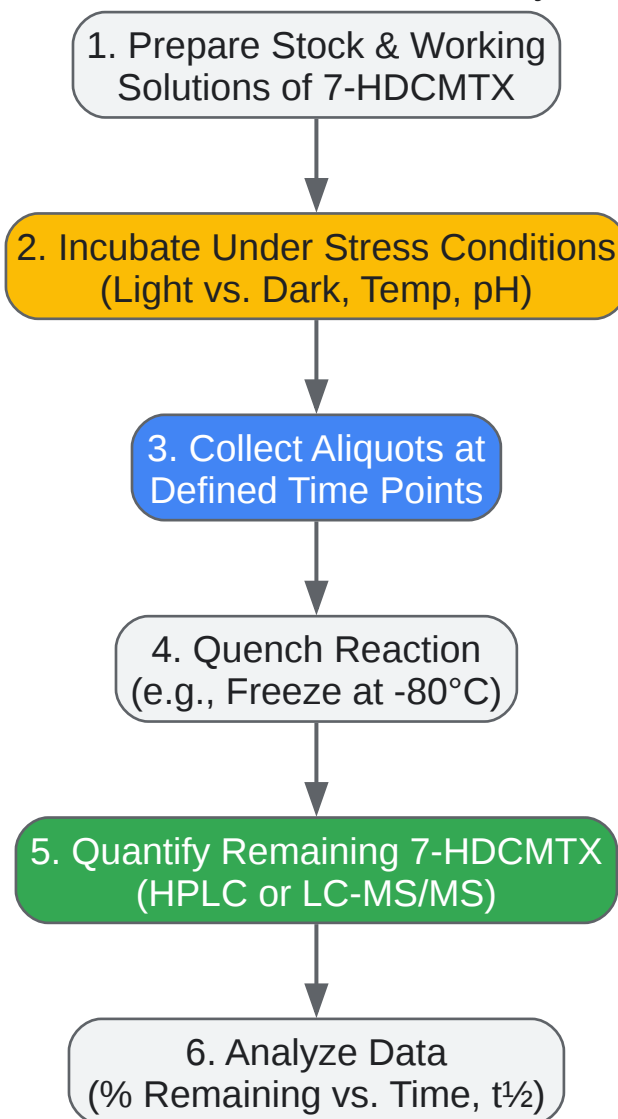 1. Prepare Stock & Working
Solutions of 7-HDCMTX
2. Incubate Under Stress Conditions
(Light vs. Dark, Temp, pH)
3. Collect Aliquots at
Defined Time Points
4. Quench Reaction
(e.g., Freeze at -80°C)
5. Quantify Remaining 7-HDCMTX
(HPLC or LC-MS/MS)
6. Analyze Data
(% Remaining vs. Time, t½)